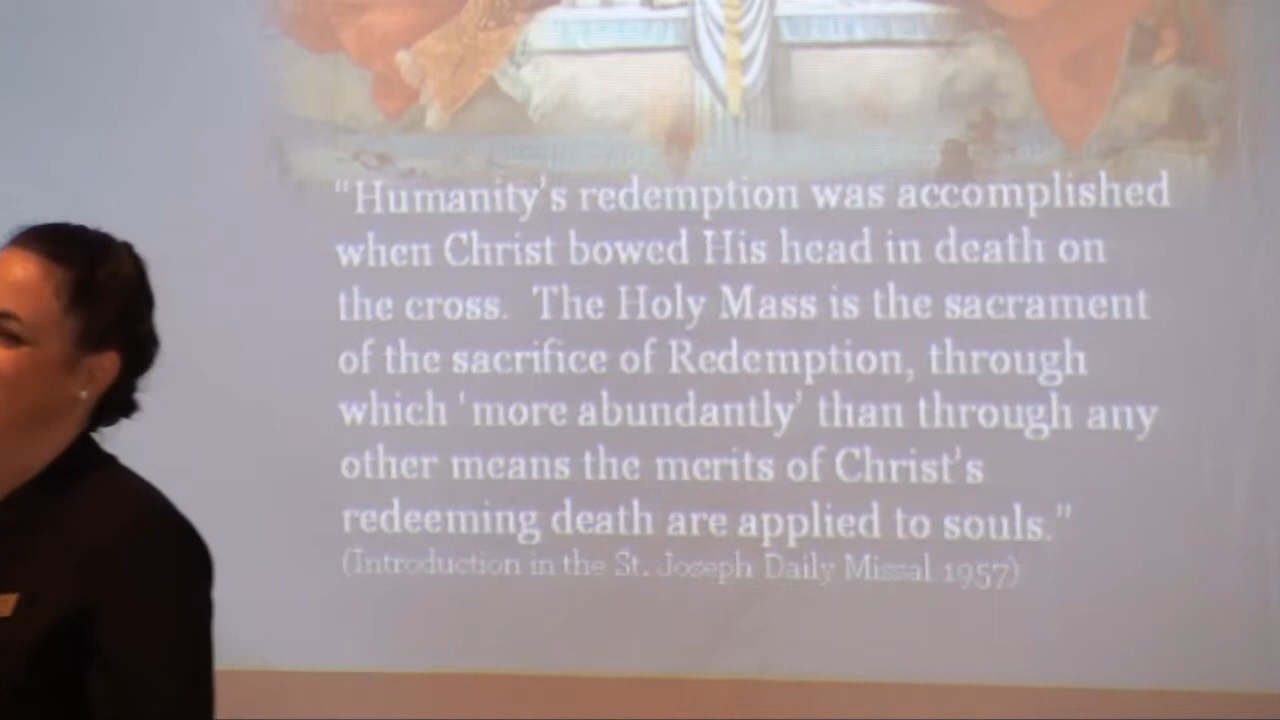 “Humanity’s redemption was accomplished
when Christ bowed His head in death on
the cross.  The Holy Mass is the sacrament
of the sacrifice of Redemption, through
which ‘more abundantly’ than through any
other means the merits of Christ’s
redeeming death are applied to souls.”
(Introduction in the St. Joseph Daily Missal 1957)